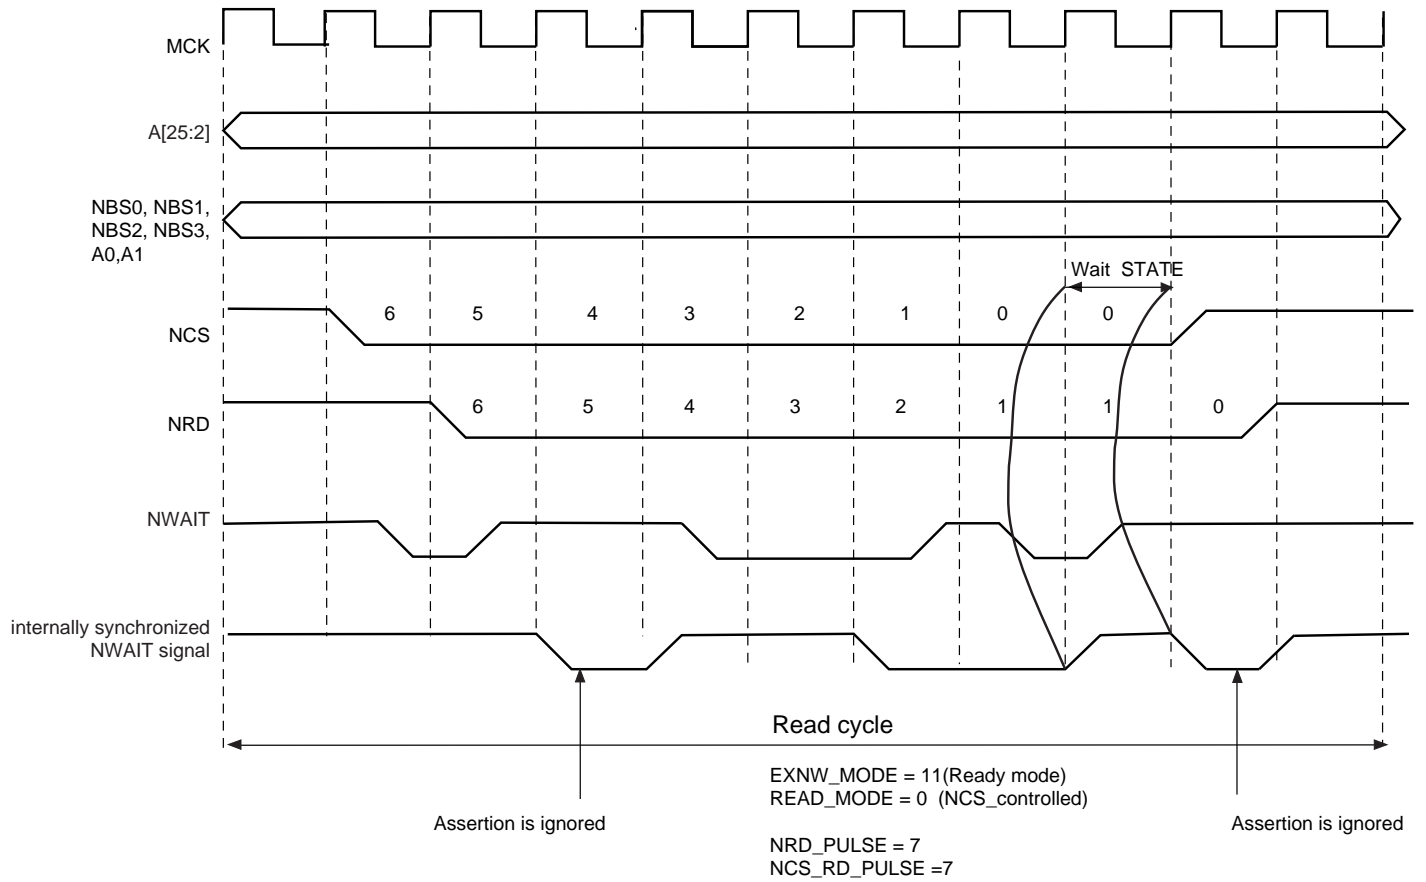 MCK
A[25:2]
NBS0, NBS1,
NBS2, NBS3,
A0,A1
Wait STATE
NCS
6 5 4 3 2 1 0 0
NRD
6 5 4 3 2 1 1 0
NWAIT
internally synchronized
NWAIT signal
Read cycle
EXNW_MODE = 11(Ready mode)
READ_MODE = 0 (NCS_controlled)
Assertion is ignored
Assertion is ignored
NRD_PULSE = 7
NCS_RD_PULSE =7